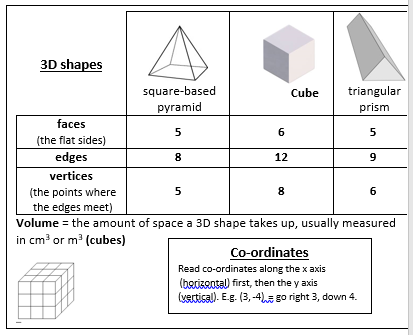 3D shapes
square-based
pyramid
Cube
triangular
prism
faces
(the flat sides)
5
6
5
edges
8
12
9
vertices
(the points where
the edges meet)
5
8
6
Volume = the amount of space a 3D shape takes up, usually measured
in cm³ or m³ (cubes)
Co-ordinates
Read co-ordinates along the x axis
(horizontal) first, then the y axis
(vertical). E.g. (3,-4) = go right 3, down 4.